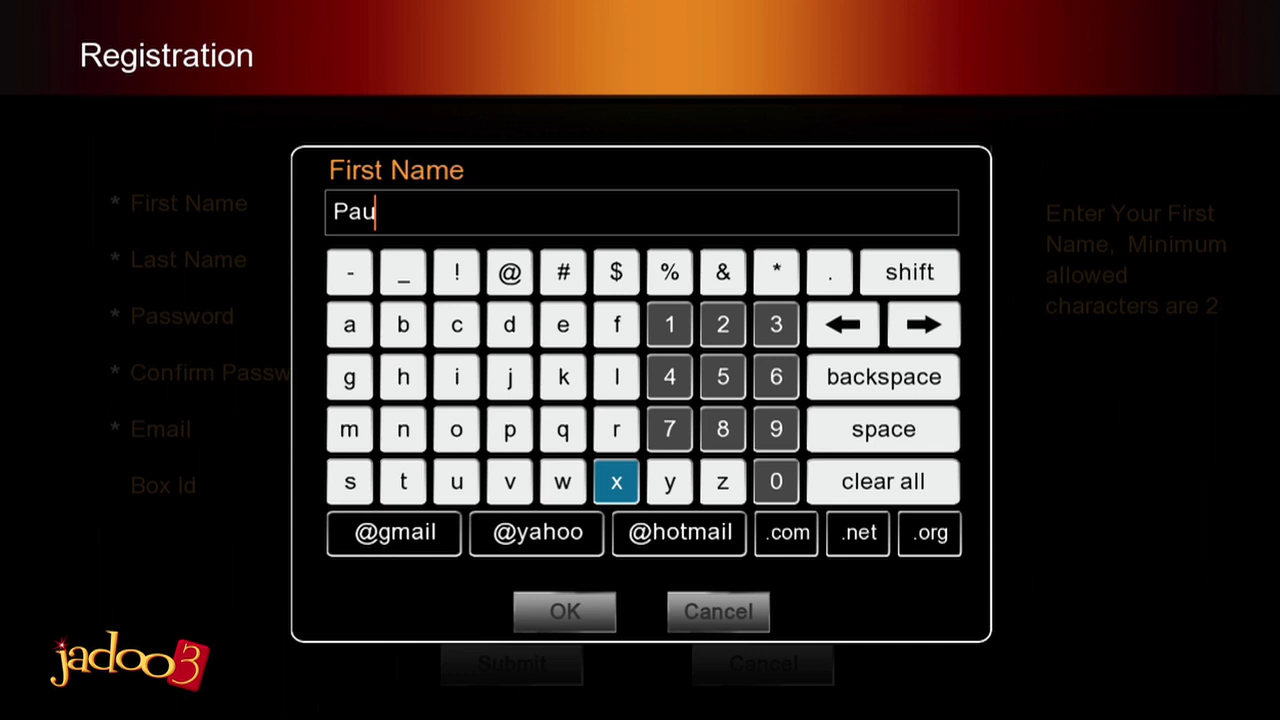 Registration
First Name
Pau
* First Name
* Last Name
* Password
* Confirm Passw
* Email
Box Id
Enter Your First
Name, Minimum
allowed
characters are 2
- _ ! @ # $ % & * . shift
a b c d e f 1 2 3 ← →
g h i j k l 4 5 6 backspace
m n o p q r 7 8 9 space
s t u v w x y z 0 clear all
@gmail @yahoo @hotmail .com .net .org
OK Cancel
Submit Cancel
jadoo3